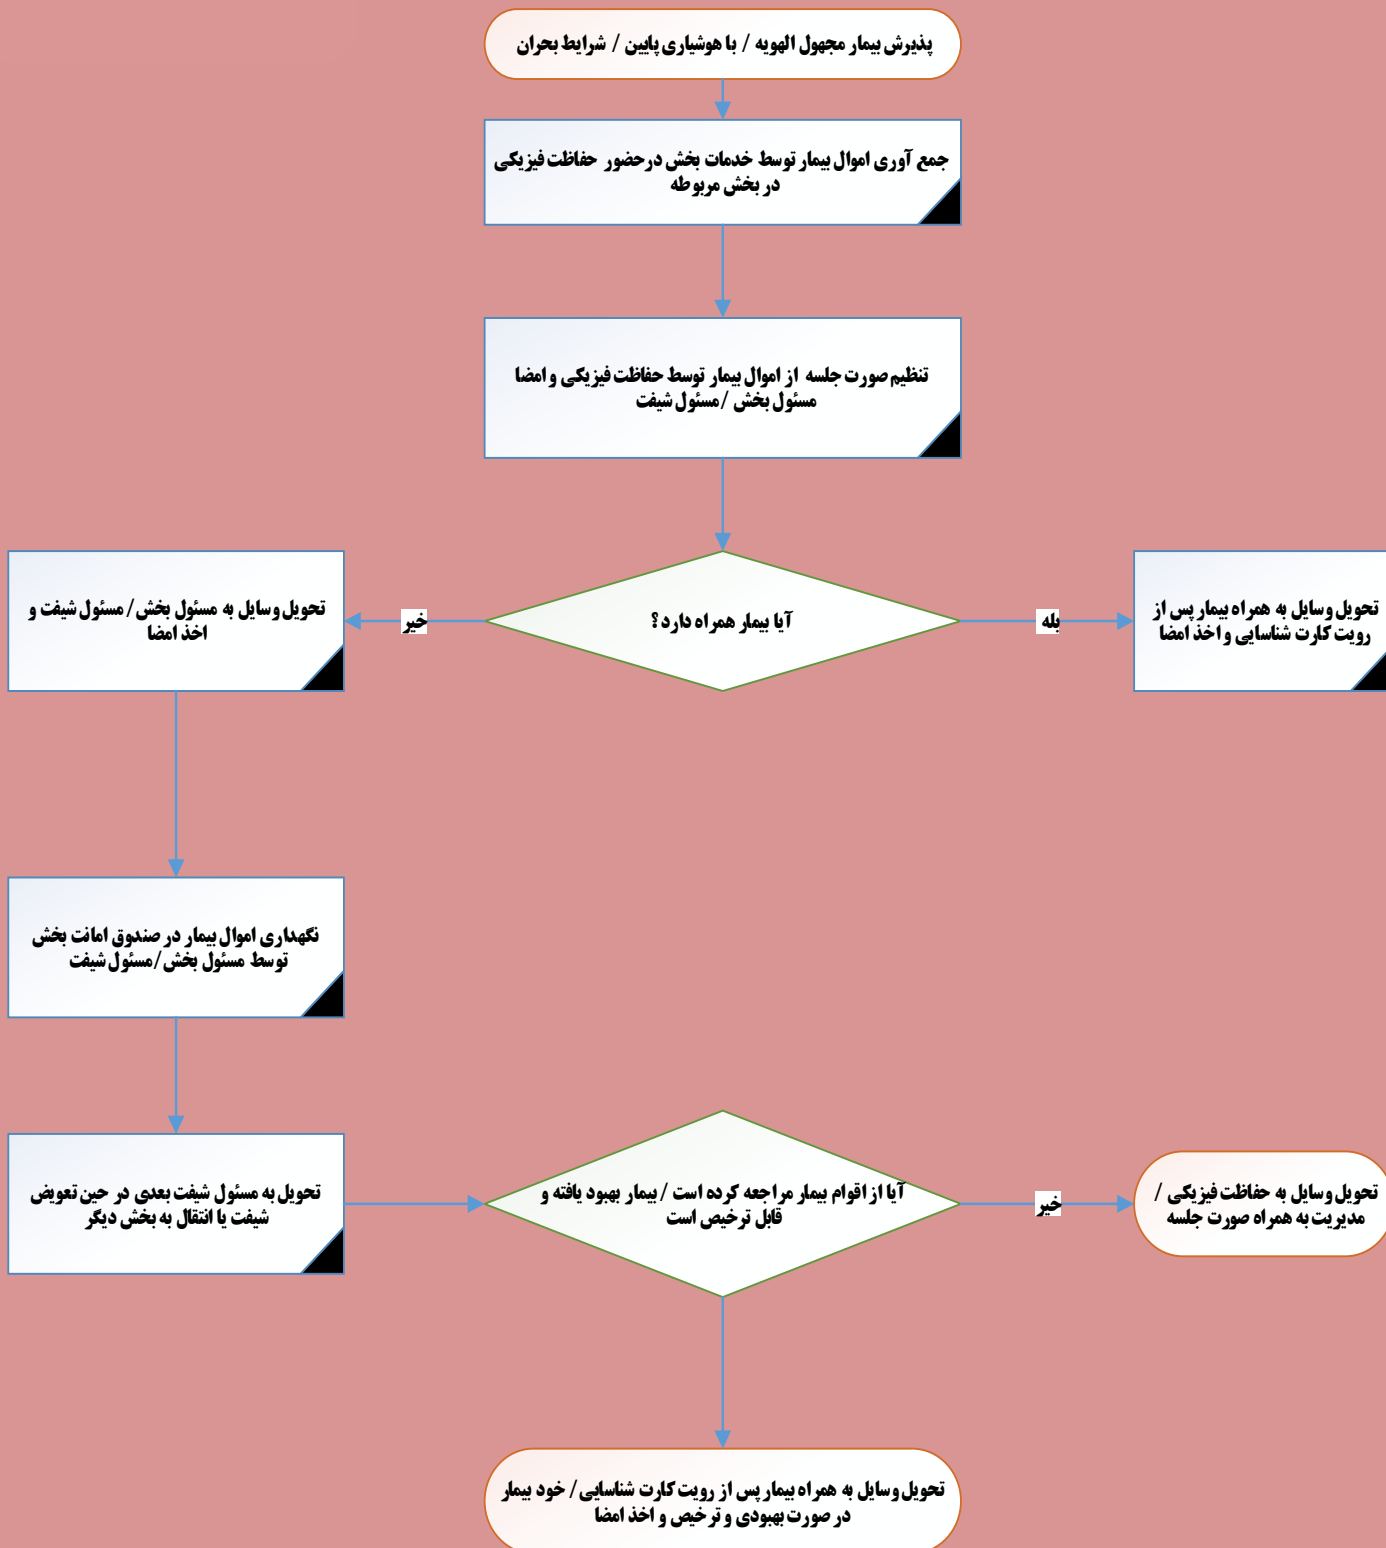 پذیرش بیمار مجهول الهویه / با هوشیاری پایین / شرایط بحران
جمع آوری اموال بیمار توسط خدمات بخش درحضور حفاظت فیزیکی
در بخش مربوطه
تنظیم صورت جلسه از اموال بیمار توسط حفاظت فیزیکی و امضا
مسئول بخش / مسئول شیفت
آیا بیمار همراه دارد ؟
بله
تحویل وسایل به همراه بیمار پس از
رویت کارت شناسایی و اخذ امضا
خیر
تحویل وسایل به مسئول بخش / مسئول شیفت و
اخذ امضا
نگهداری اموال بیمار در صندوق امانت بخش
توسط مسئول بخش / مسئول شیفت
تحویل به مسئول شیفت بعدی در حین تعویض
شیفت یا انتقال به بخش دیگر
آیا از اقوام بیمار مراجعه کرده است / بیمار بهبود یافته و
قابل ترخیص است
خیر
تحویل وسایل به حفاظت فیزیکی /
مدیریت به همراه صورت جلسه
تحویل وسایل به همراه بیمار پس از رویت کارت شناسایی / خود بیمار
در صورت بهبودی و ترخیص و اخذ امضا